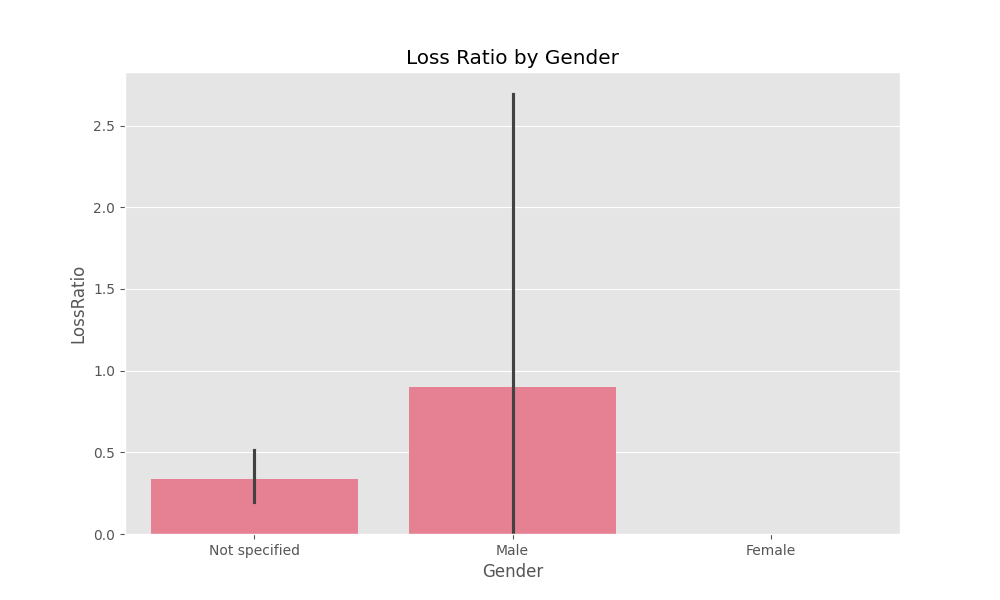 Loss Ratio by Gender
LossRatio
2.5
2.0
1.5
1.0
0.5
0.0
Not specified
Male
Female
Gender